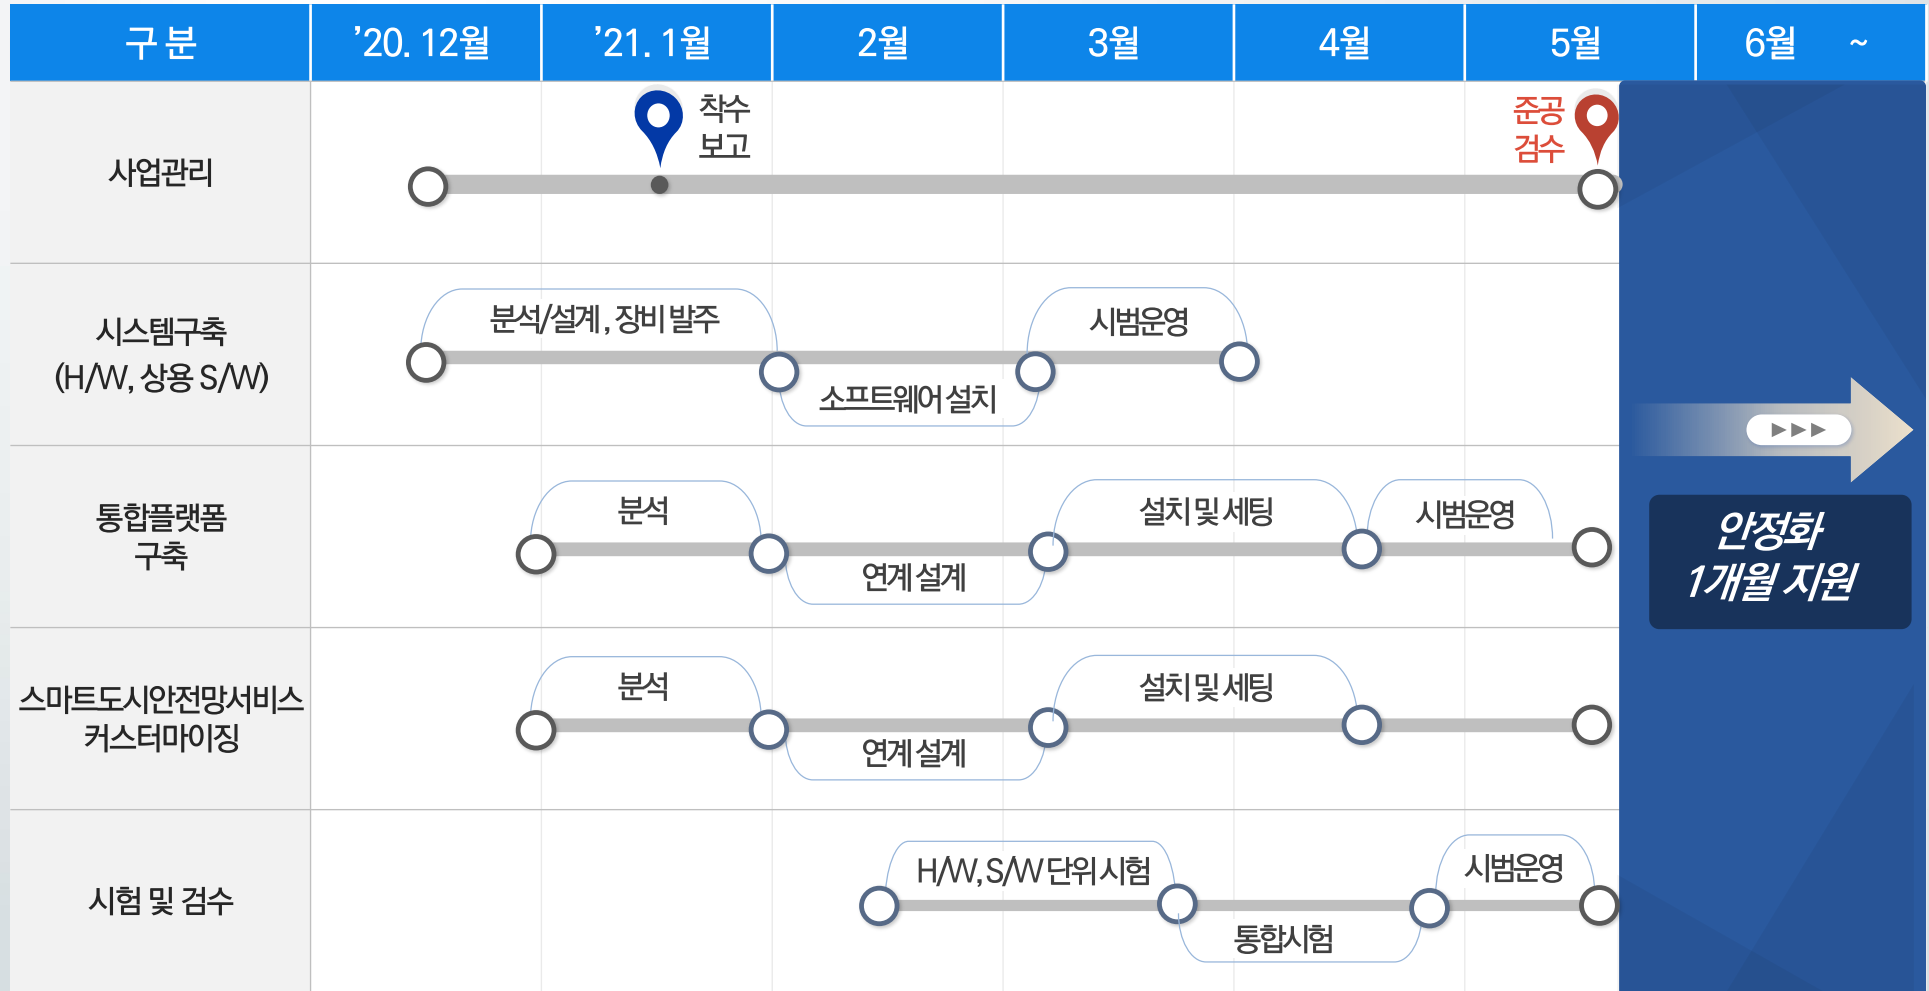 구 분 ’20. 12월 ’21. 1월 2월 3월 4월 5월 6월 ~
사업관리
착수
보고
준공
검수
시스템구축
(H/W, 상용 S/W)
분석/설계, 장비 발주
소프트웨어 설치
시범운영
통합플랫폼
구축
분석
연계 설계
설치 및 세팅
시범운영
스마트도시안전망서비스
커스터마이징
분석
연계 설계
설치 및 세팅
시험 및 검수
H/W, S/W 단위 시험
통합시험
시범운영
안정화
1개월 지원